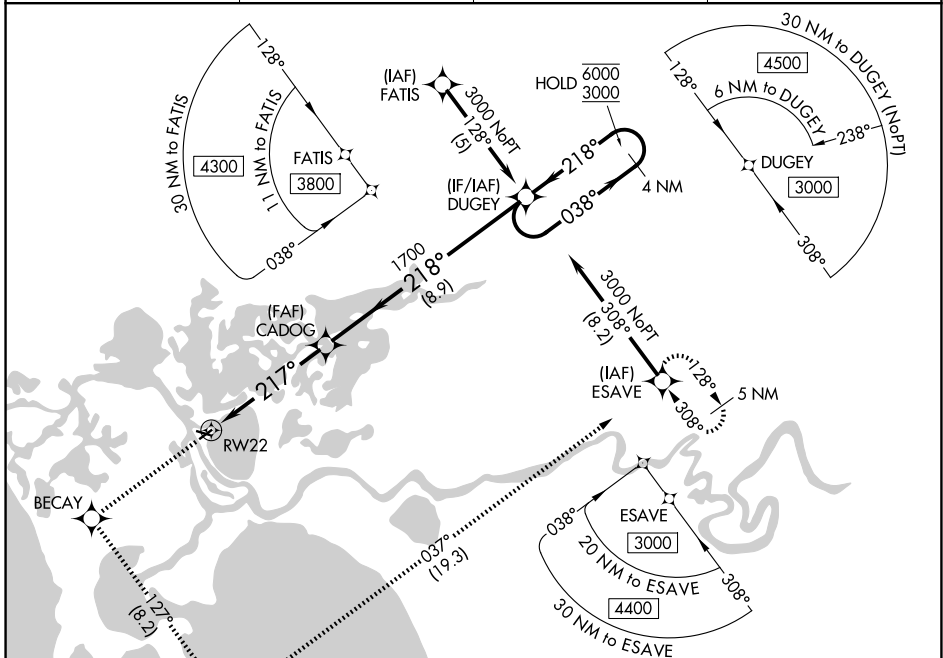 128°
30 NM to FATIS
4300
11 NM to FATIS
FATIS
3800
038°
(IAF)
FATIS
3000 NoPT
128°
(5)
HOLD
6000
3000
218°
038°
4 NM
(IF/IAF)
DUGEY
30 NM to DUGEY (NoPT)
4500
128°
6 NM to DUGEY
238°
DUGEY
3000
308°
1700
218°
(8.9)
(FAF)
CADOG
217°
RW22
BECAY
127°
(8.2)
3000 NoPT
308°
(8.2)
(IAF)
ESAVE
128°
308°
5 NM
037°
(19.3)
038°
ESAVE
3000
20 NM to ESAVE
308°
4400
30 NM to ESAVE